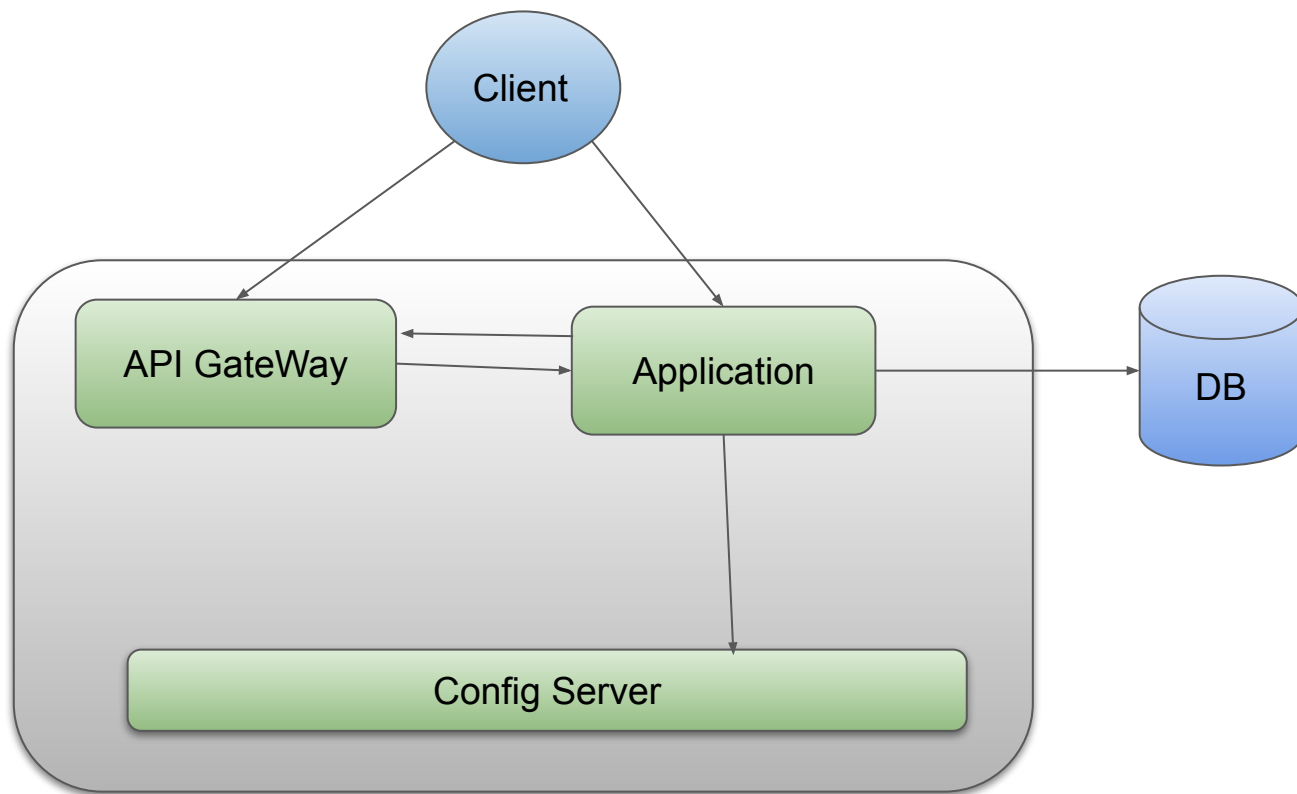 Client
API GateWay
Application
DB
Config Server